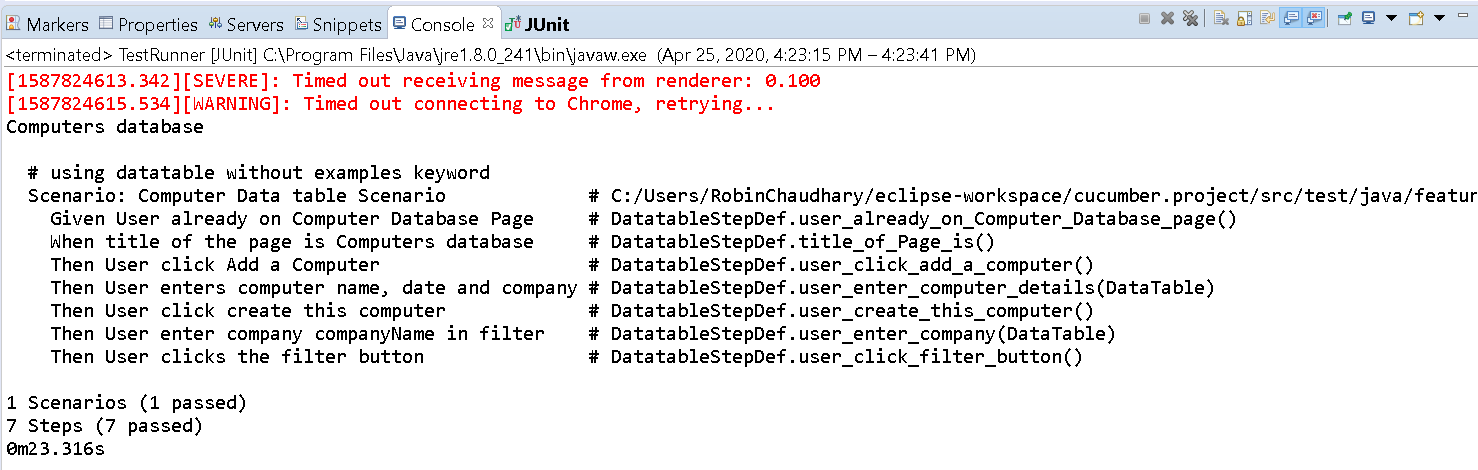 Markers Properties Servers Snippets Console JUnit
<terminated> TestRunner [JUnit] C:\Program Files\Java\jre1.8.0_241\bin\javaw.exe (Apr 25, 2020, 4:23:15 PM – 4:23:41 PM)
[1587824613.342][SEVERE]: Timed out receiving message from renderer: 0.100
[1587824615.534][WARNING]: Timed out connecting to Chrome, retrying...
Computers database
# using datatable without examples keyword
Scenario: Computer Data table Scenario # C:/Users/RobinChaudhary/eclipse-workspace/cucumber.project/src/test/java/featur
Given User already on Computer Database Page # DatatableStepDef.user_already_on_Computer_Database_page()
When title of the page is Computers database # DatatableStepDef.title_of_Page_is()
Then User click Add a Computer # DatatableStepDef.user_click_add_a_computer()
Then User enters computer name, date and company # DatatableStepDef.user_enter_computer_details(DataTable)
Then User click create this computer # DatatableStepDef.user_create_this_computer()
Then User enter company companyName in filter # DatatableStepDef.user_enter_company(DataTable)
Then User clicks the filter button # DatatableStepDef.user_click_filter_button()
1 Scenarios (1 passed)
7 Steps (7 passed)
0m23.316s